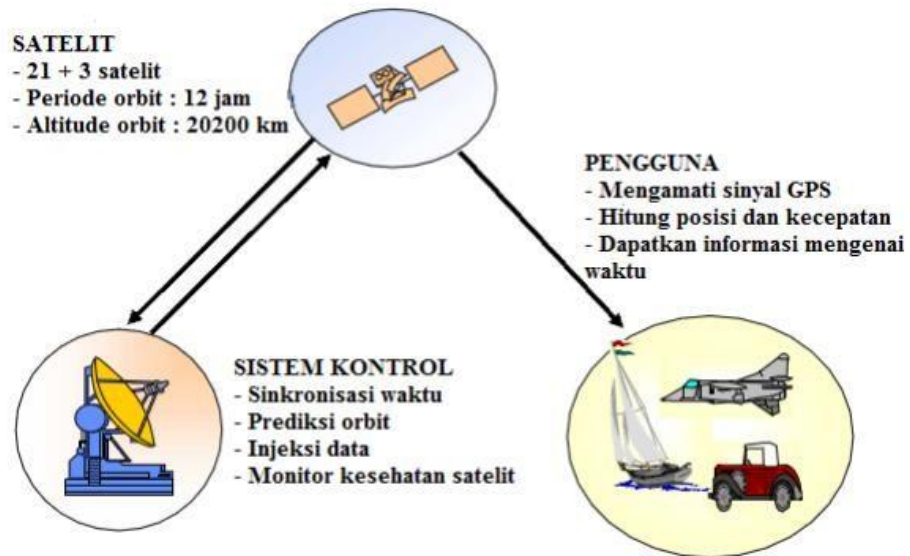 SATELIT
- 21 + 3 satelit
- Periode orbit : 12 jam
- Altitude orbit : 20200 km
PENGGUNA
- Mengamati sinyal GPS
- Hitung posisi dan kecepatan
- Dapatkan informasi mengenai
waktu
SISTEM KONTROL
- Sinkronisasi waktu
- Prediksi orbit
- Injeksi data
- Monitor kesehatan satelit